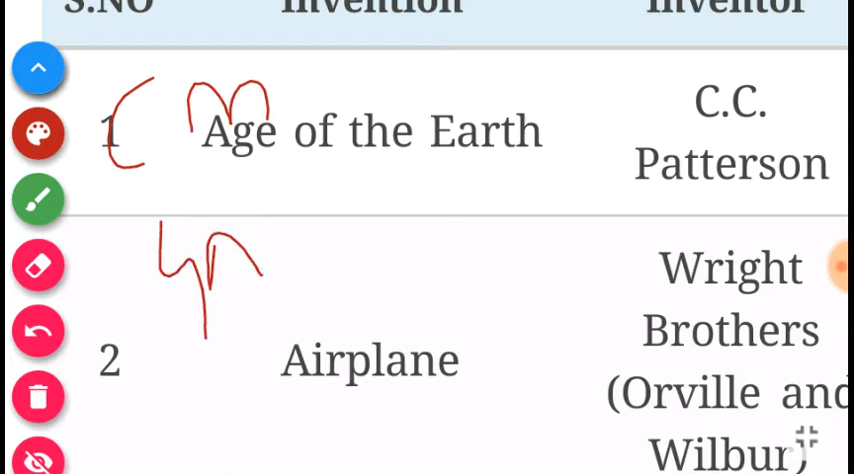 S.NO Invention Inventor
1 Age of the Earth C.C.
Patterson
Wright
Brothers
2 Airplane (Orville and
Wilbur)